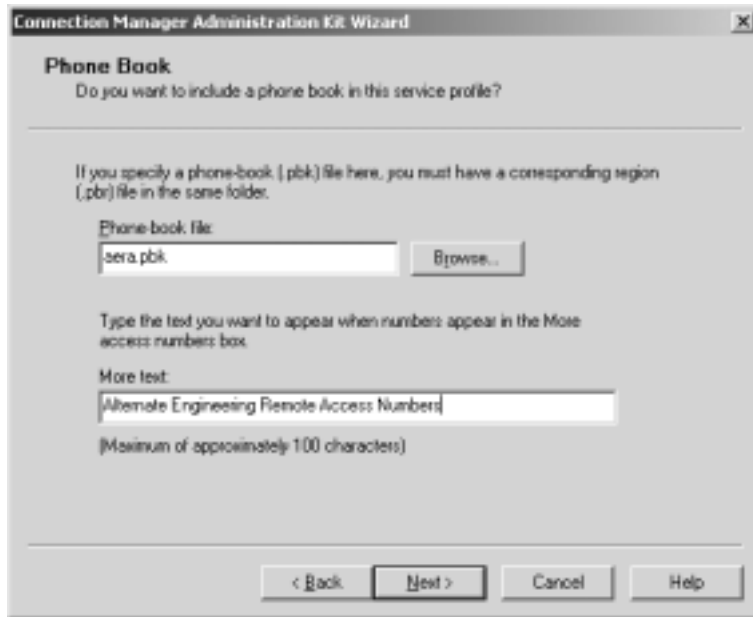 Connection Manager Administration Kit Wizard
Phone Book
Do you want to include a phone book in this service profile?
If you specify a phone-book (.pbk) file here, you must have a corresponding region
(.pbr) file in the same folder.
Phone-book file:
aera.pbk
Browse...
Type the text you want to appear when numbers appear in the More
access numbers box.
More text:
Alternate Engineering Remote Access Numbers
(Maximum of approximately 100 characters)
< Back Next > Cancel Help